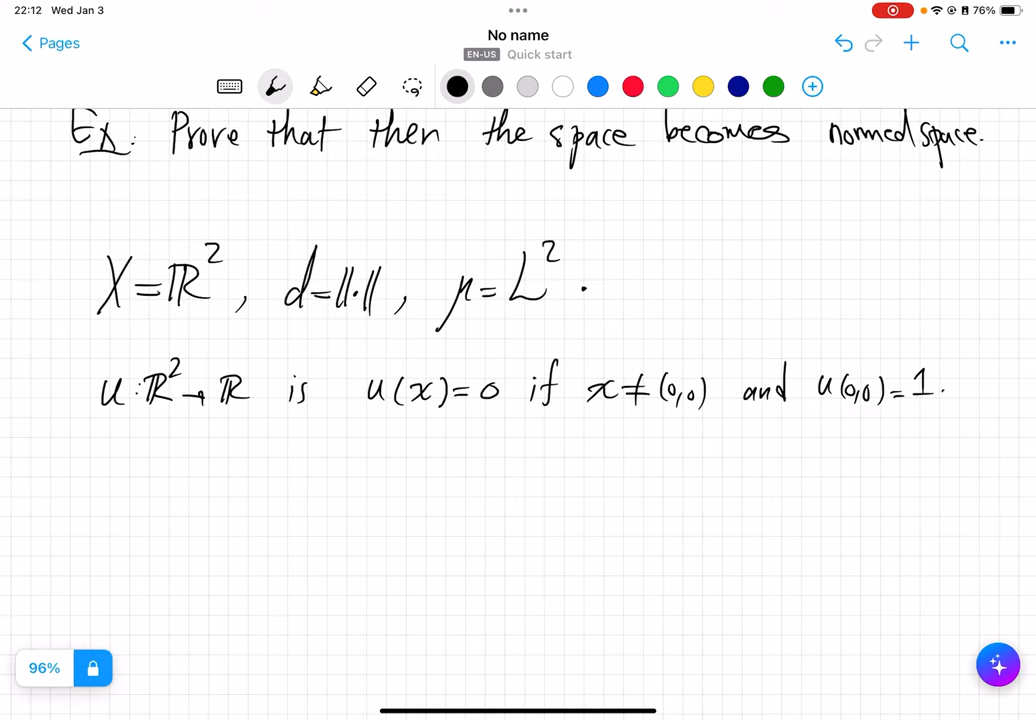 22:12 Wed Jan 3
76%
Pages
No name
EN-US Quick start
Ex: Prove that then the space becomes normed space.
X=ℝ², d=‖·‖, μ=L².
u:ℝ²→ℝ is u(x)=0 if x≠(0,0) and u(0,0)=1.
96%